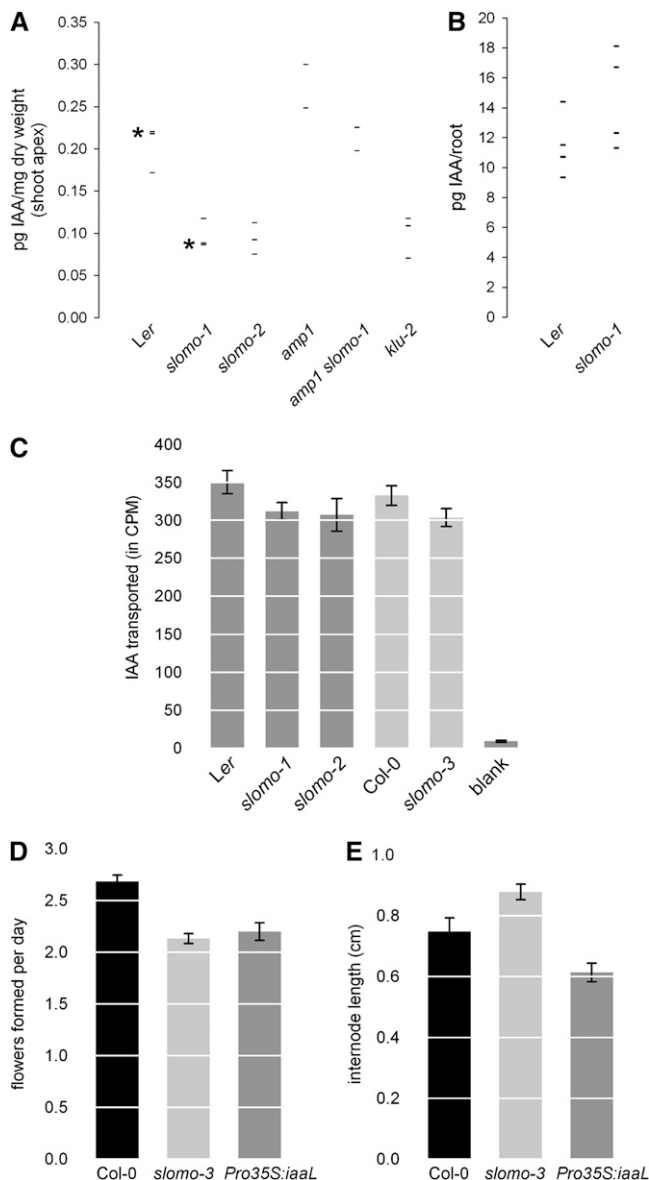 A
pg IAA/mg dry weight
(shoot apex)
0.35
0.30
0.25
0.20
0.15
0.10
0.05
0.00
*
*
Ler
slomo-1
slomo-2
amp1
amp1 slomo-1
klu-2
B
pg IAA/root
20
18
16
14
12
10
8
6
4
2
0
Ler
slomo-1
C
IAA transported (in CPM)
400
350
300
250
200
150
100
50
0
Ler
slomo-1
slomo-2
Col-0
slomo-3
blank
D
flowers formed per day
3.0
2.5
2.0
1.5
1.0
0.5
0.0
Col-0
slomo-3
Pro35S:iaaL
E
internode length (cm)
1.0
0.8
0.6
0.4
0.2
0.0
Col-0
slomo-3
Pro35S:iaaL